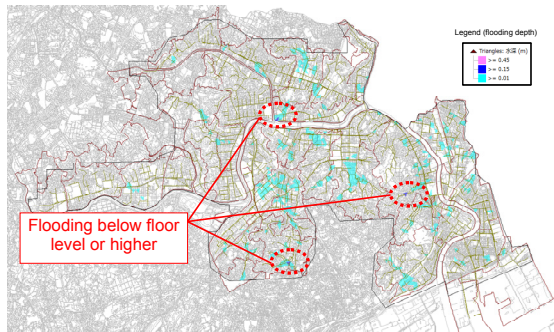 Legend (flooding depth)
Triangles: 水深 (m)
>= 0.45
>= 0.15
>= 0.01
Flooding below floor
level or higher